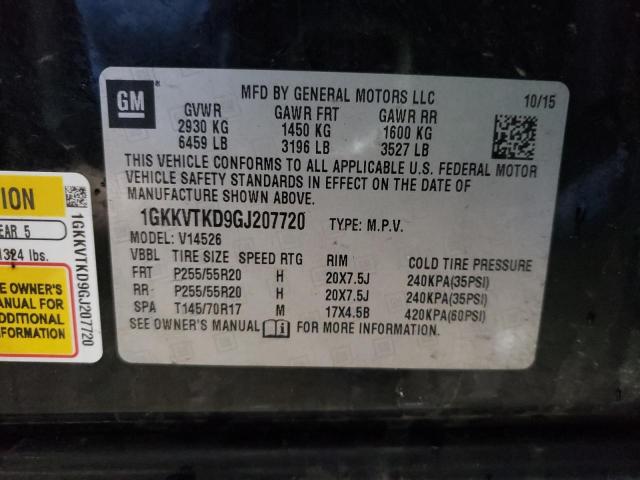 GM
MFD BY GENERAL MOTORS LLC 10/15
GVWR GAWR FRT GAWR RR
2930 KG 1450 KG 1600 KG
6459 LB 3196 LB 3527 LB
THIS VEHICLE CONFORMS TO ALL APPLICABLE U.S. FEDERAL MOTOR
VEHICLE SAFETY STANDARDS IN EFFECT ON THE DATE OF
MANUFACTURE SHOWN ABOVE.
1GKKVTKD9GJ207720 TYPE: M.P.V.
MODEL: V14526
VBBL TIRE SIZE SPEED RTG RIM COLD TIRE PRESSURE
FRT P255/55R20 H 20X7.5J 240KPA(35PSI)
RR P255/55R20 H 20X7.5J 240KPA(35PSI)
SPA T145/70R17 M 17X4.5B 420KPA(60PSI)
SEE OWNER'S MANUAL FOR MORE INFORMATION.
EAR 5
1324 lbs.
E OWNER'S
ANUAL FOR
DDITIONAL
1GKKVTKD9GJ207720